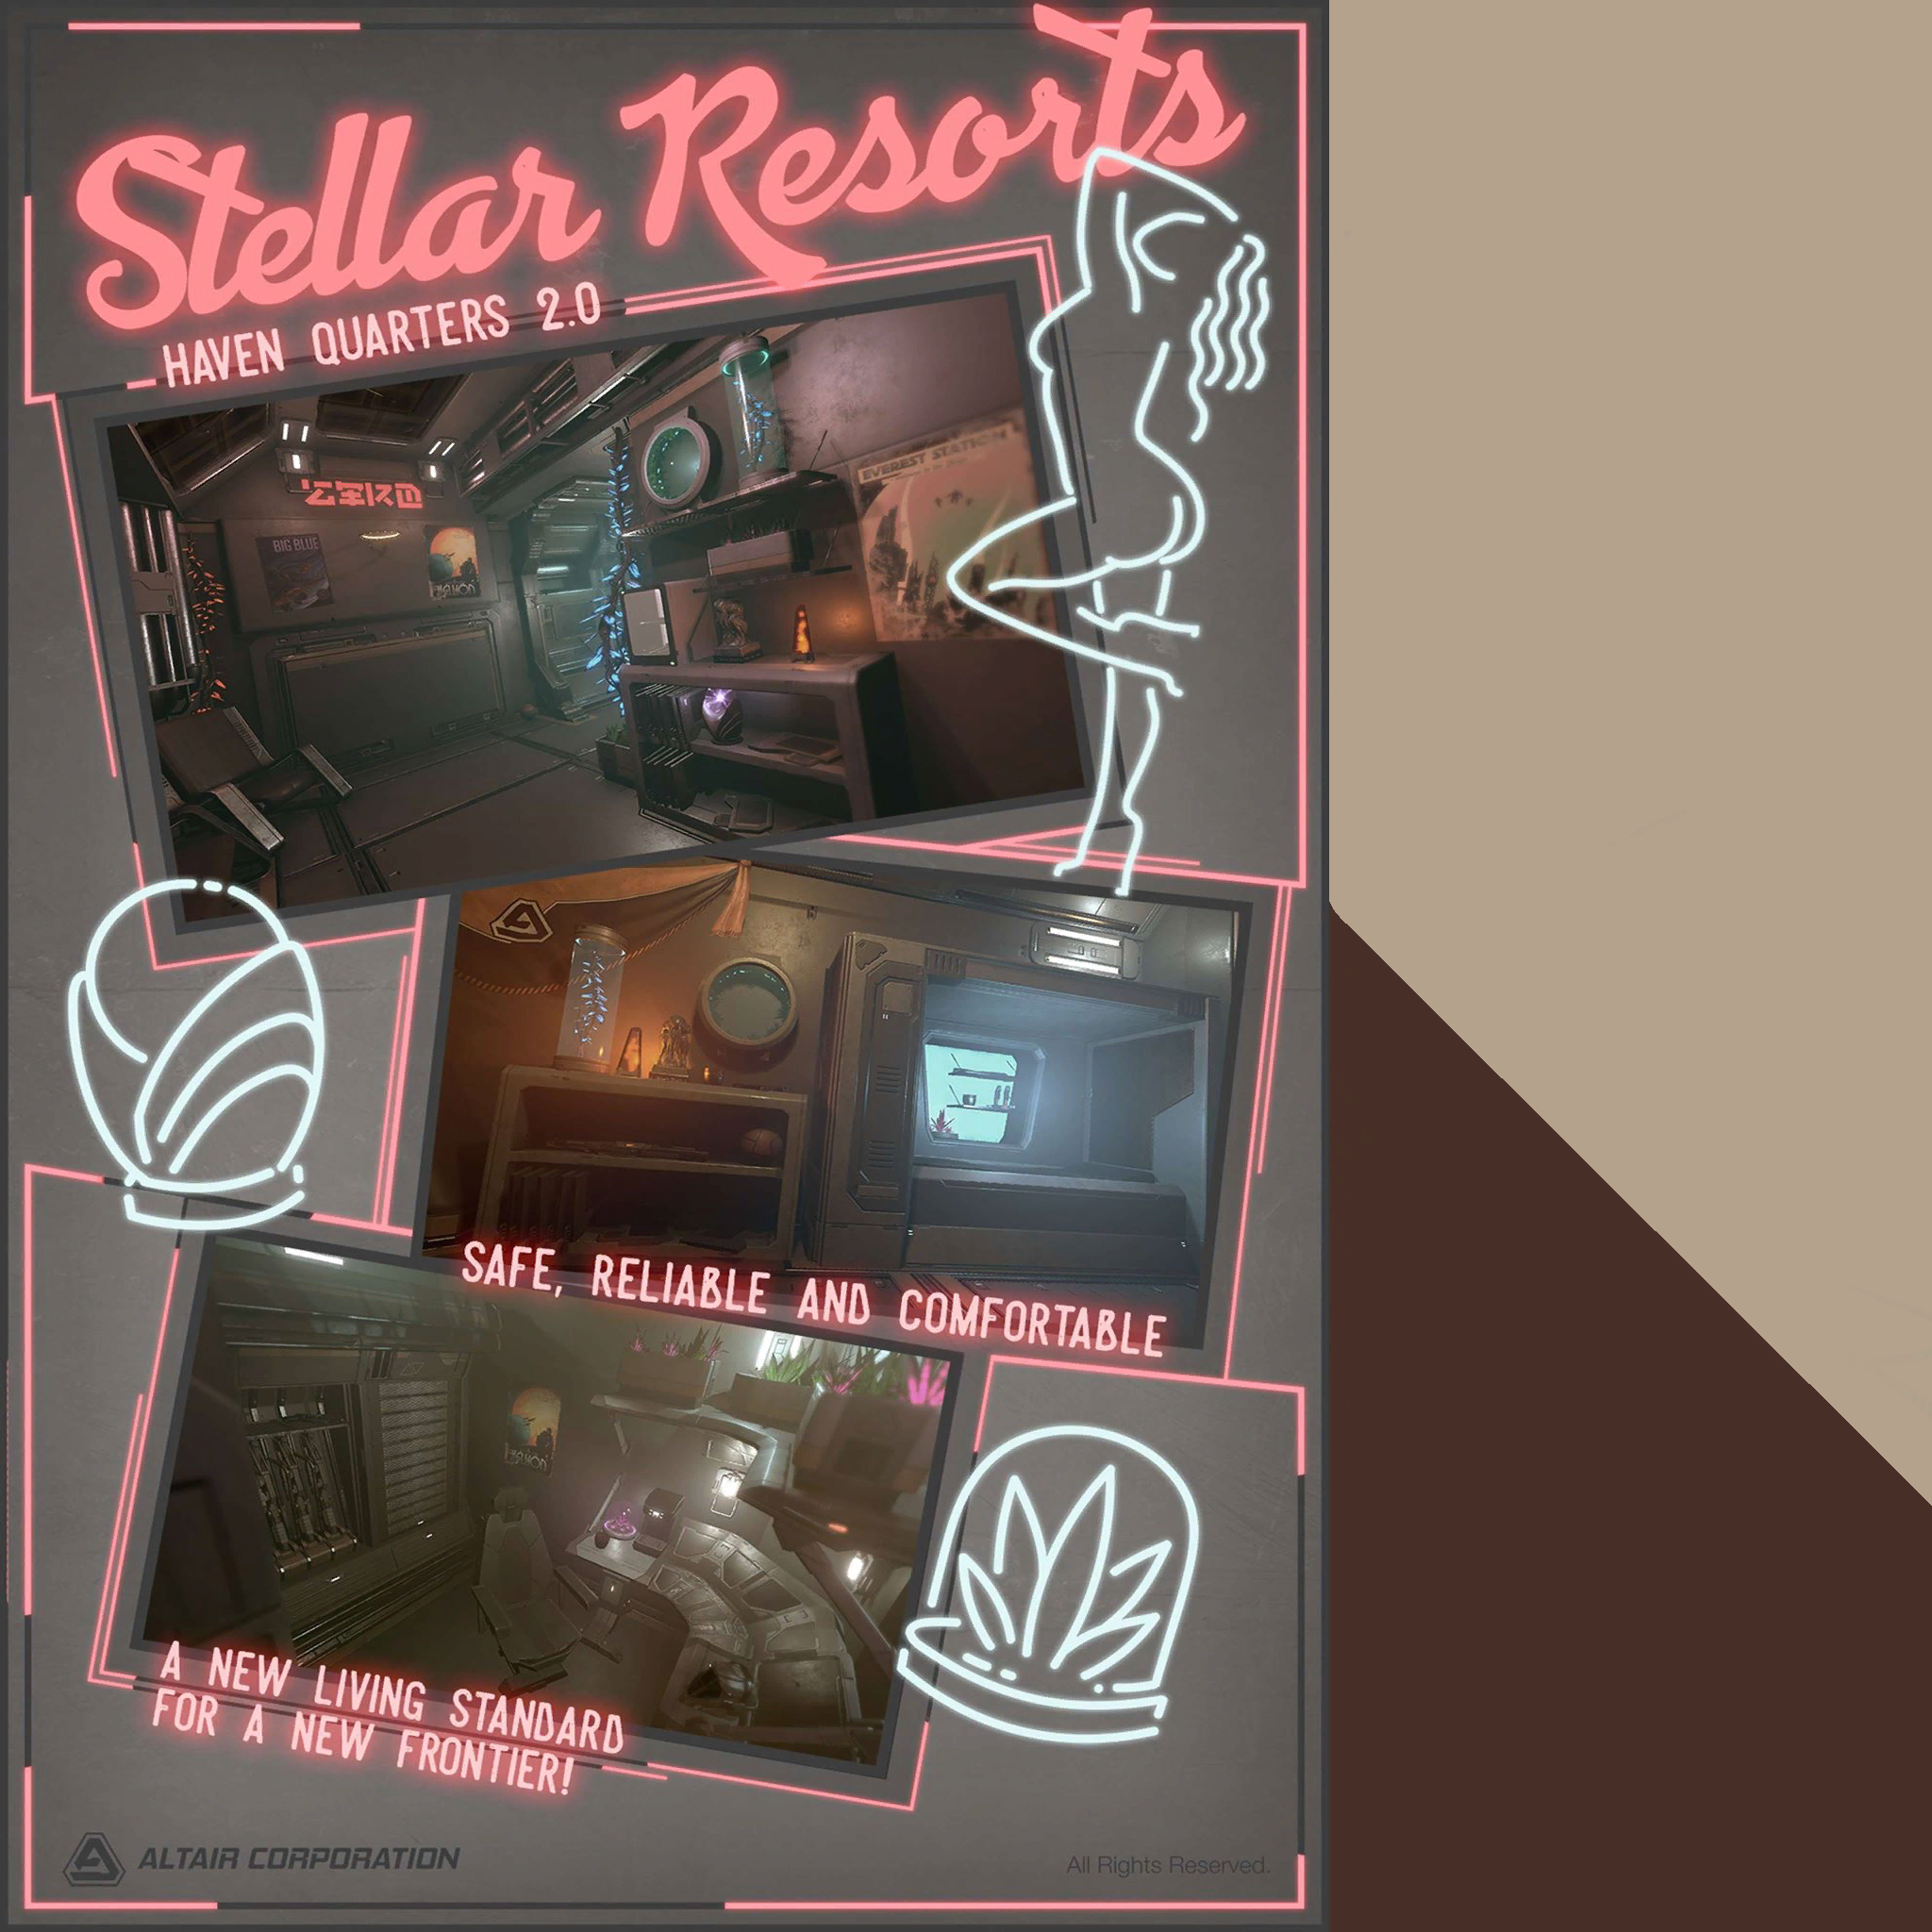 Stellar Resorts
HAVEN QUARTERS 2.0
EVEREST STATION
BIG BLUE
SAFE, RELIABLE AND COMFORTABLE
A NEW LIVING STANDARD
FOR A NEW FRONTIER!
ALTAIR CORPORATION
All Rights Reserved.